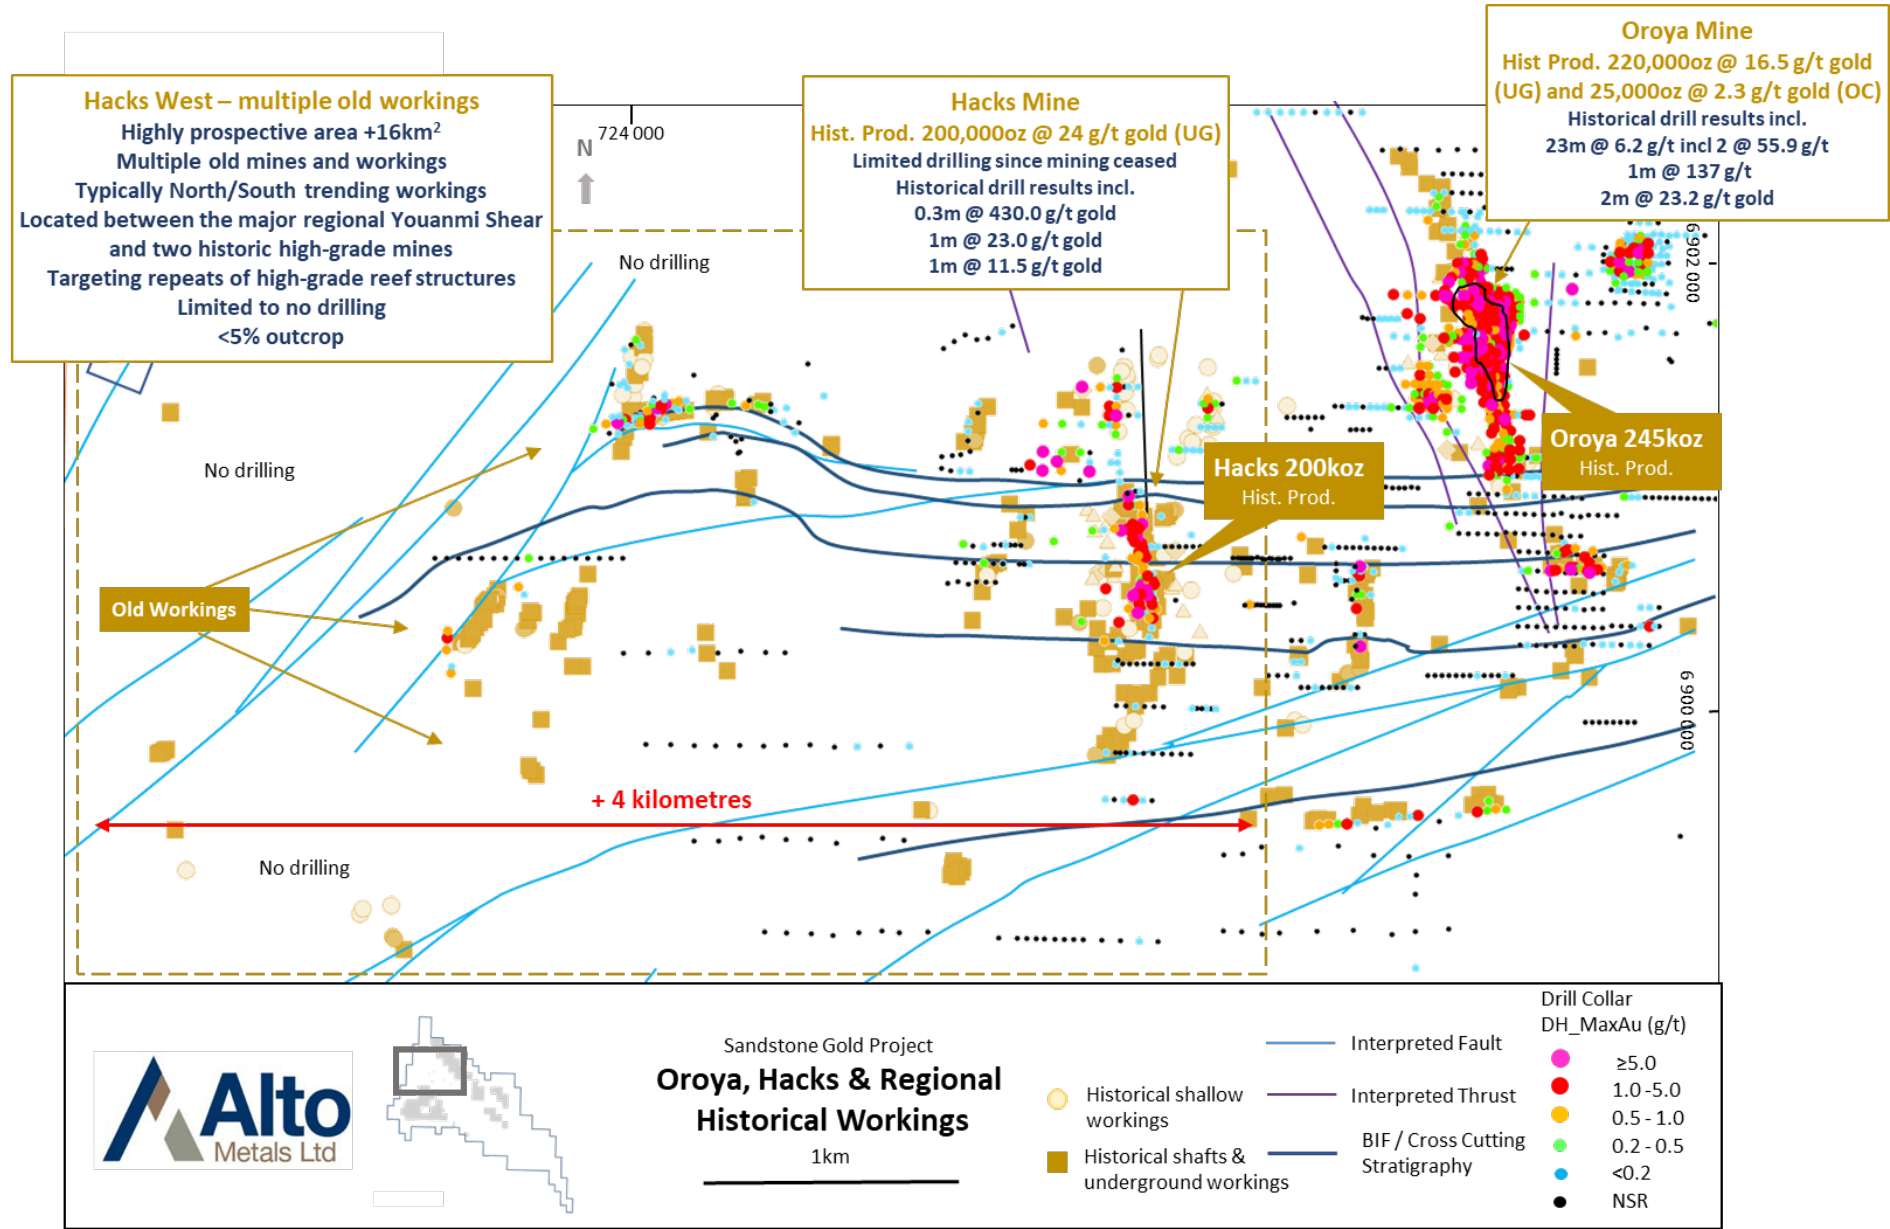 Hacks West – multiple old workings
Highly prospective area +16km²
Multiple old mines and workings
Typically North/South trending workings
Located between the major regional Youanmi Shear
and two historic high-grade mines
Targeting repeats of high-grade reef structures
Limited to no drilling
<5% outcrop
724 000
N
Hacks Mine
Hist. Prod. 200,000oz @ 24 g/t gold (UG)
Limited drilling since mining ceased
Historical drill results incl.
0.3m @ 430.0 g/t gold
1m @ 23.0 g/t gold
1m @ 11.5 g/t gold
Oroya Mine
Hist Prod. 220,000oz @ 16.5 g/t gold
(UG) and 25,000oz @ 2.3 g/t gold (OC)
Historical drill results incl.
23m @ 6.2 g/t incl 2 @ 55.9 g/t
1m @ 137 g/t
2m @ 23.2 g/t gold
6 902 000
No drilling
No drilling
Oroya 245koz
Hist. Prod.
Hacks 200koz
Hist. Prod.
Old Workings
6 900 000
+ 4 kilometres
No drilling
Alto
Metals Ltd
Sandstone Gold Project
Oroya, Hacks & Regional
Historical Workings
1km
Historical shallow
workings
Historical shafts &
underground workings
Interpreted Fault
Interpreted Thrust
BIF / Cross Cutting
Stratigraphy
Drill Collar
DH_MaxAu (g/t)
≥5.0
1.0 -5.0
0.5 - 1.0
0.2 - 0.5
<0.2
NSR